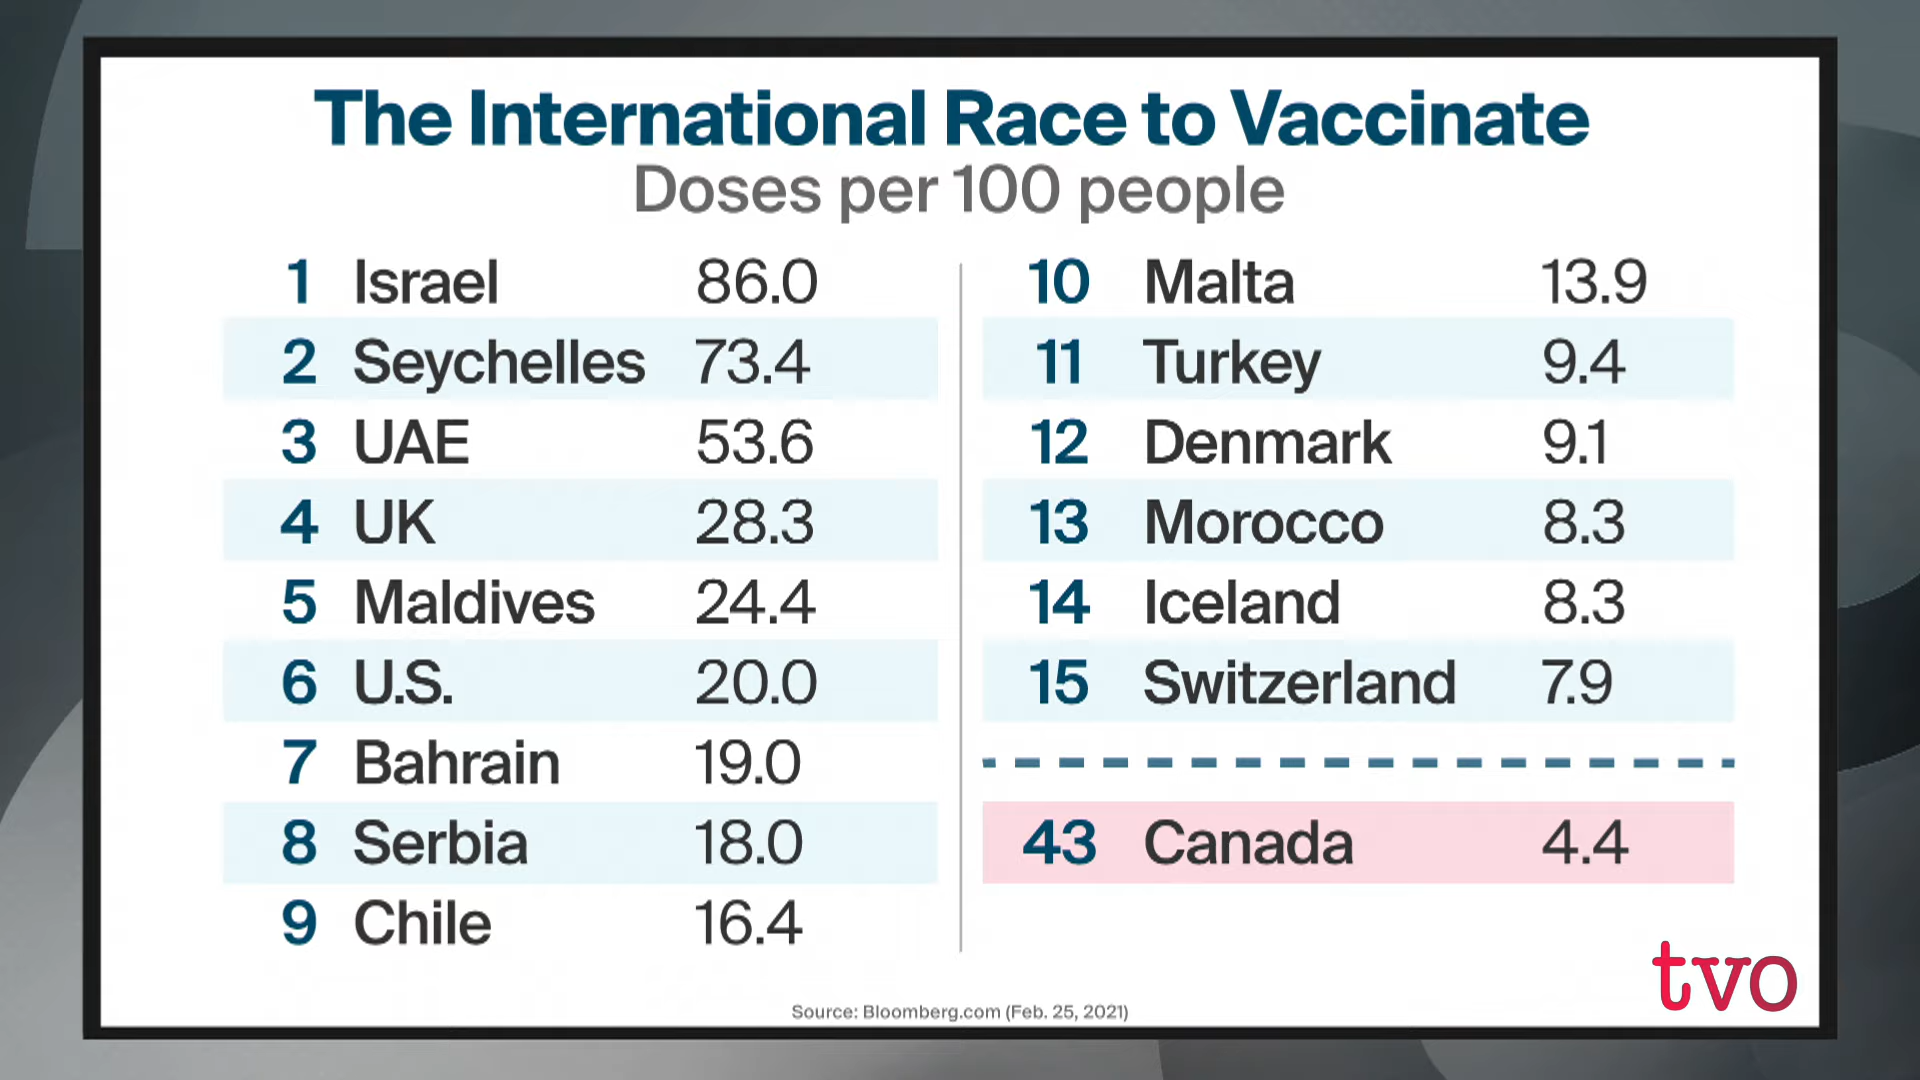 The International Race to Vaccinate
Doses per 100 people
1 Israel 86.0
2 Seychelles 73.4
3 UAE 53.6
4 UK 28.3
5 Maldives 24.4
6 U.S. 20.0
7 Bahrain 19.0
8 Serbia 18.0
9 Chile 16.4
10 Malta 13.9
11 Turkey 9.4
12 Denmark 9.1
13 Morocco 8.3
14 Iceland 8.3
15 Switzerland 7.9
43 Canada 4.4
tvo
Source: Bloomberg.com (Feb. 25, 2021)